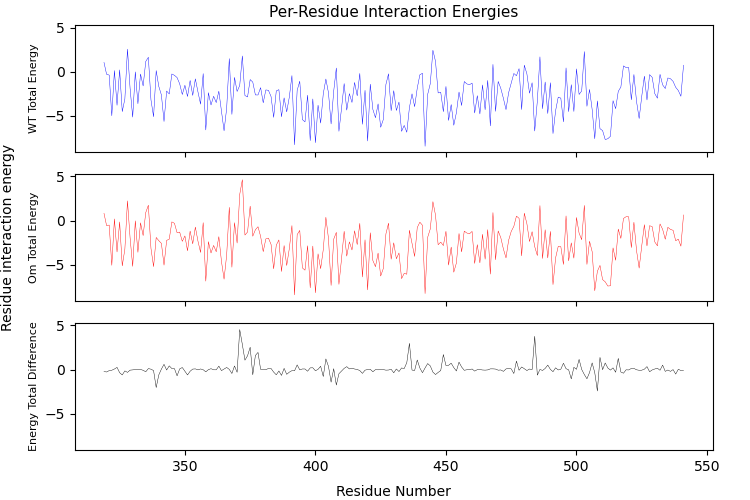 Per-Residue Interaction Energies
Residue interaction energy
WT Total Energy
5
0
−5
Om Total Energy
5
0
−5
Energy Total Difference
5
0
−5
350 400 450 500 550
Residue Number